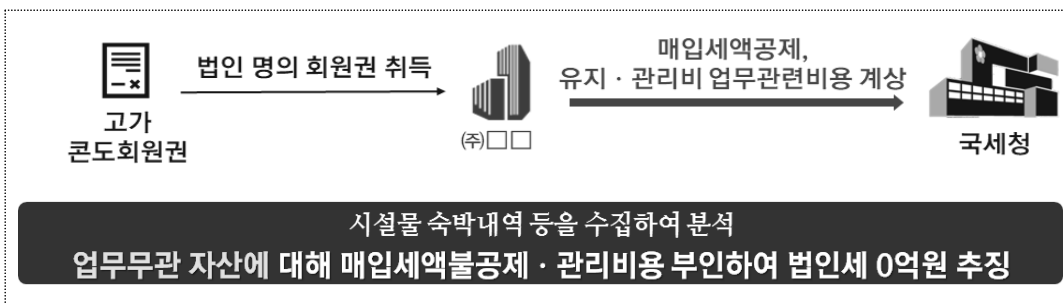 법인 명의 회원권 취득
매입세액공제,
유지 · 관리비 업무관련비용 계상
고가
콘도회원권
㈜□□
국세청
시설물 숙박내역 등을 수집하여 분석
업무무관 자산에 대해 매입세액불공제 · 관리비용 부인하여 법인세 0억원 추징